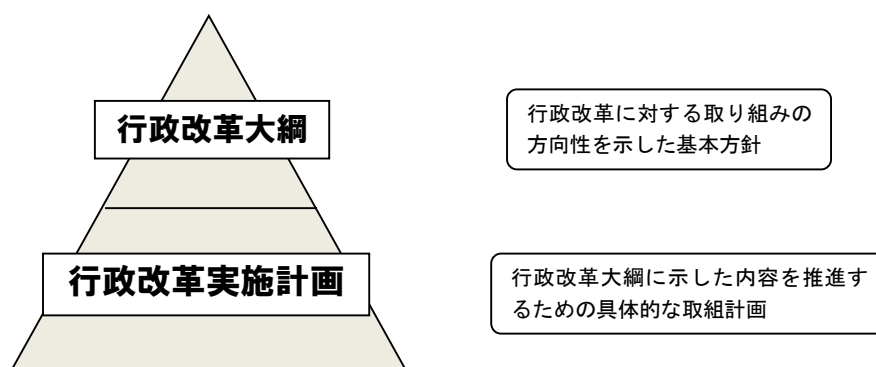 行政改革大綱
行政改革に対する取り組みの
方向性を示した基本方針
行政改革実施計画
行政改革大綱に示した内容を推進す
るための具体的な取組計画